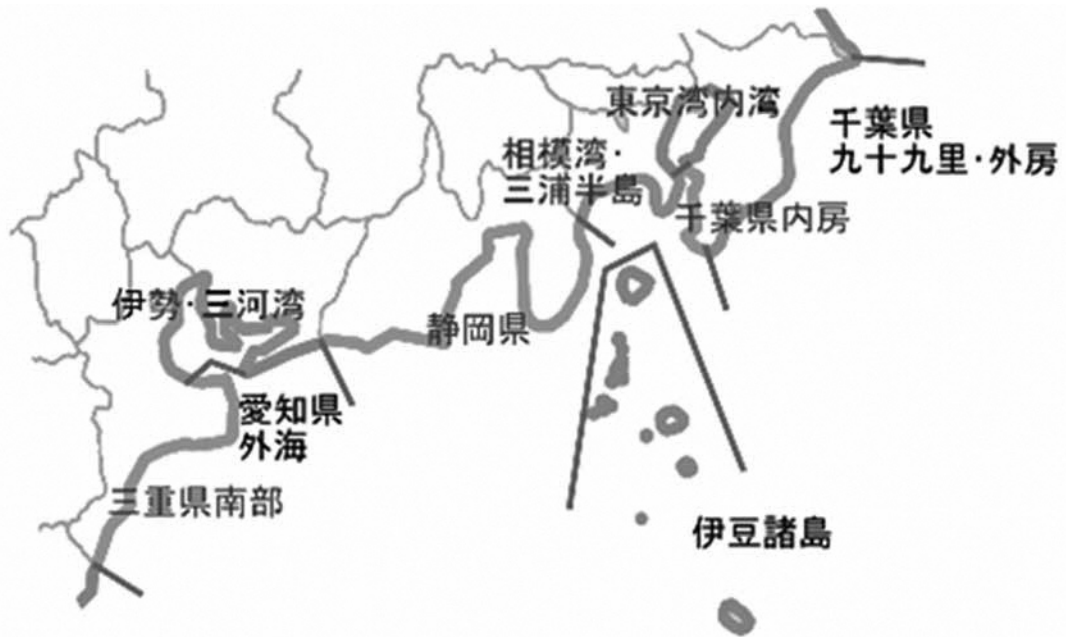 東京湾内湾
千葉県
九十九里・外房
相模湾・
三浦半島
千葉県内房
伊勢・三河湾
静岡県
愛知県
外海
三重県南部
伊豆諸島